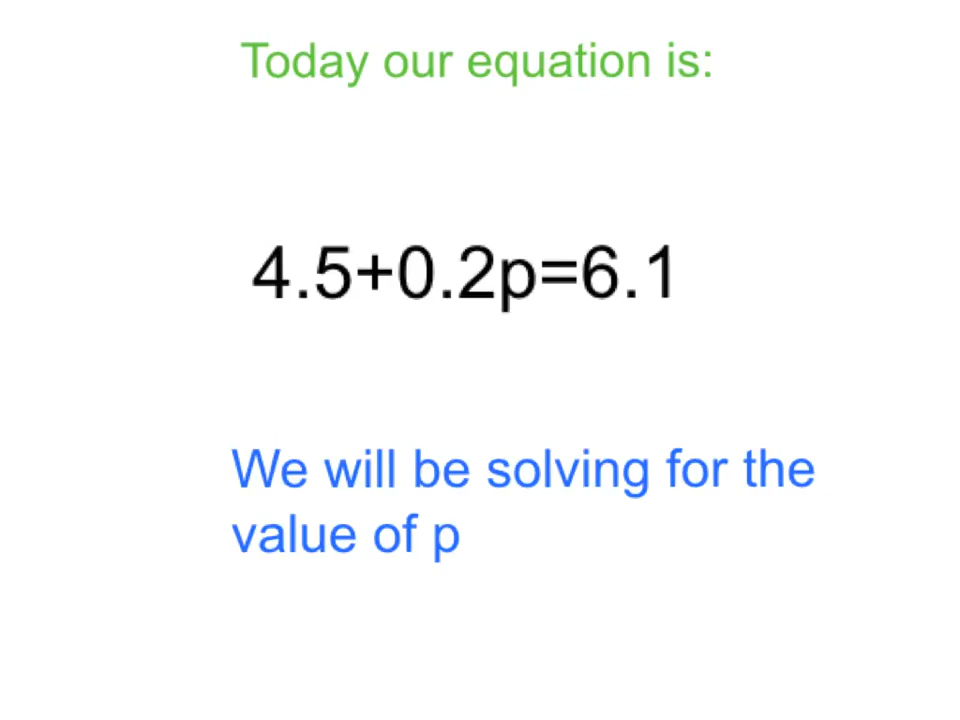 Today our equation is:
4.5+0.2p=6.1
We will be solving for the
value of p